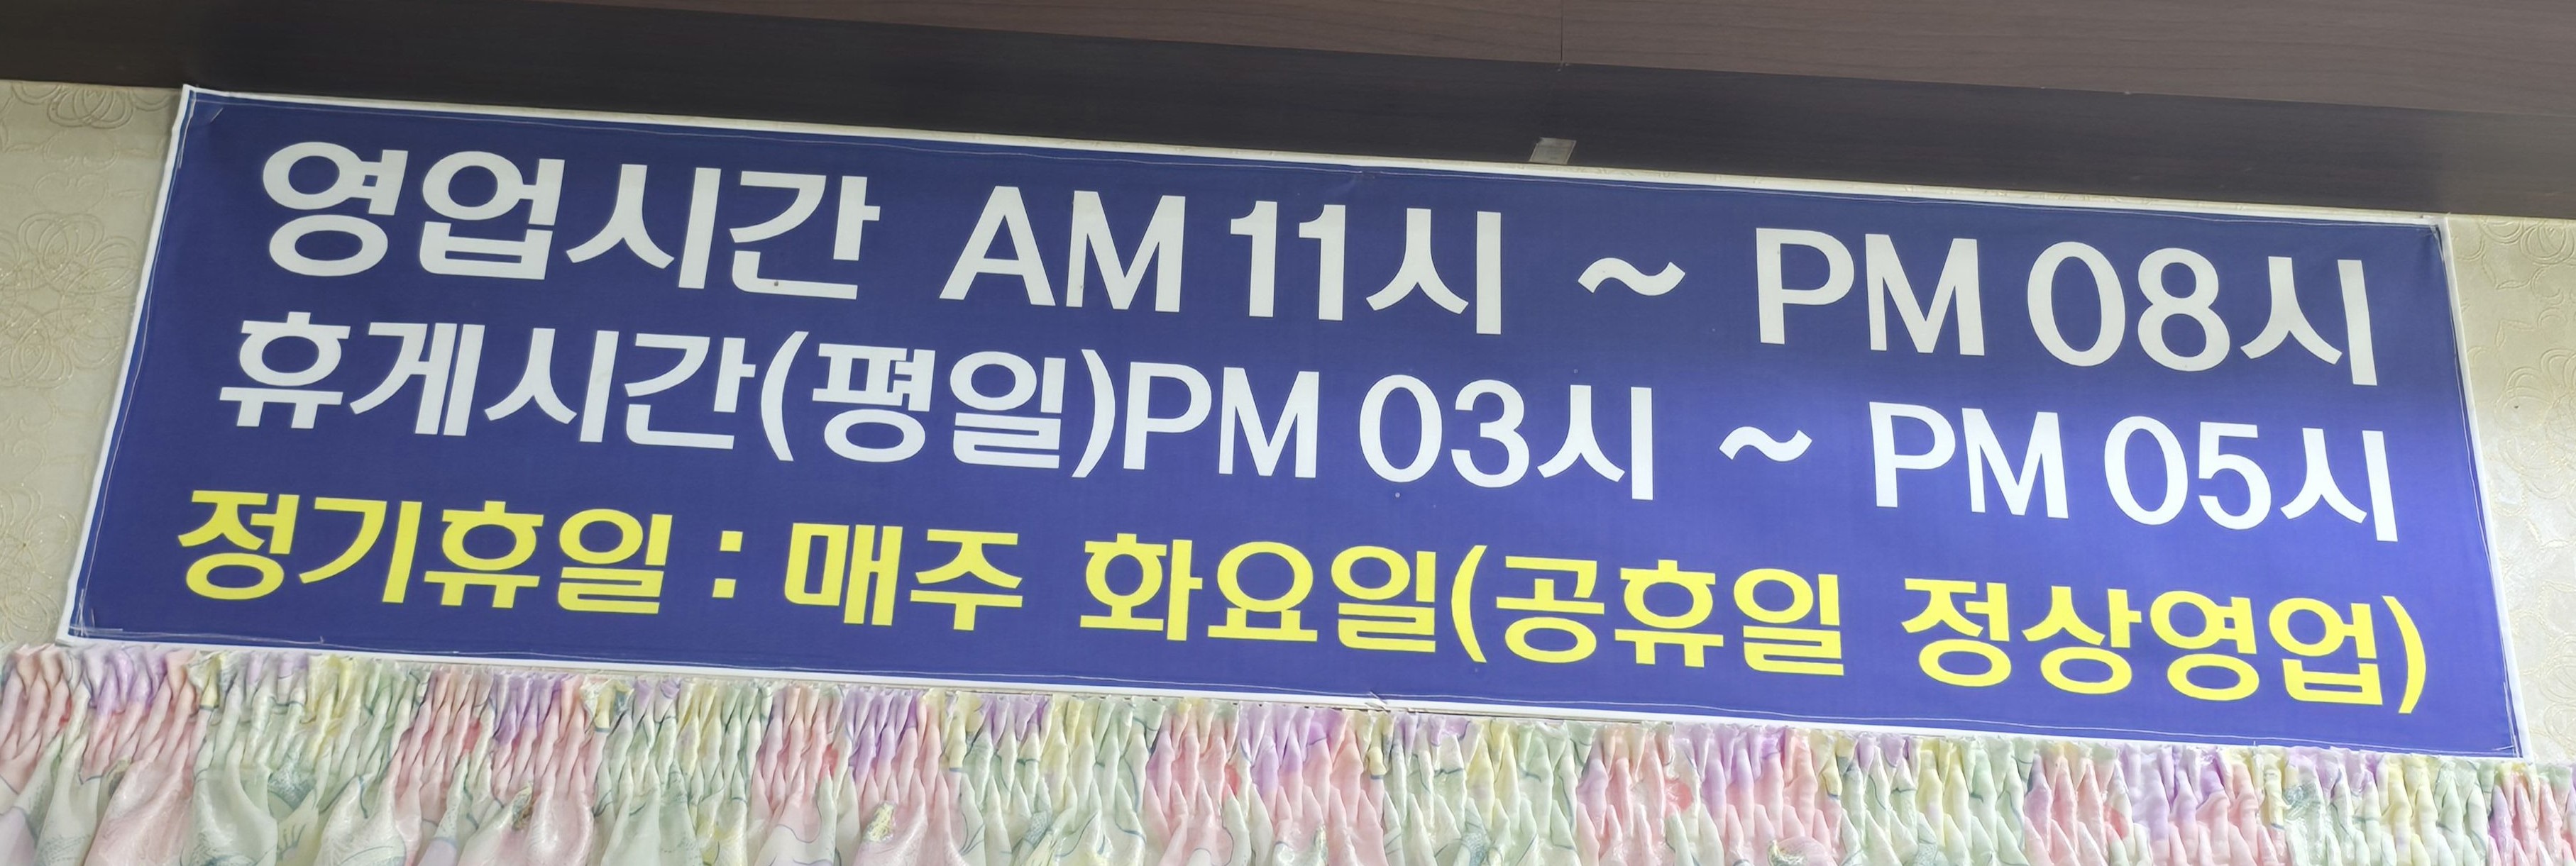 영업시간 AM 11시 ~ PM 08시
휴게시간(평일)PM 03시 ~ PM 05시
정기휴일 : 매주 화요일(공휴일 정상영업)